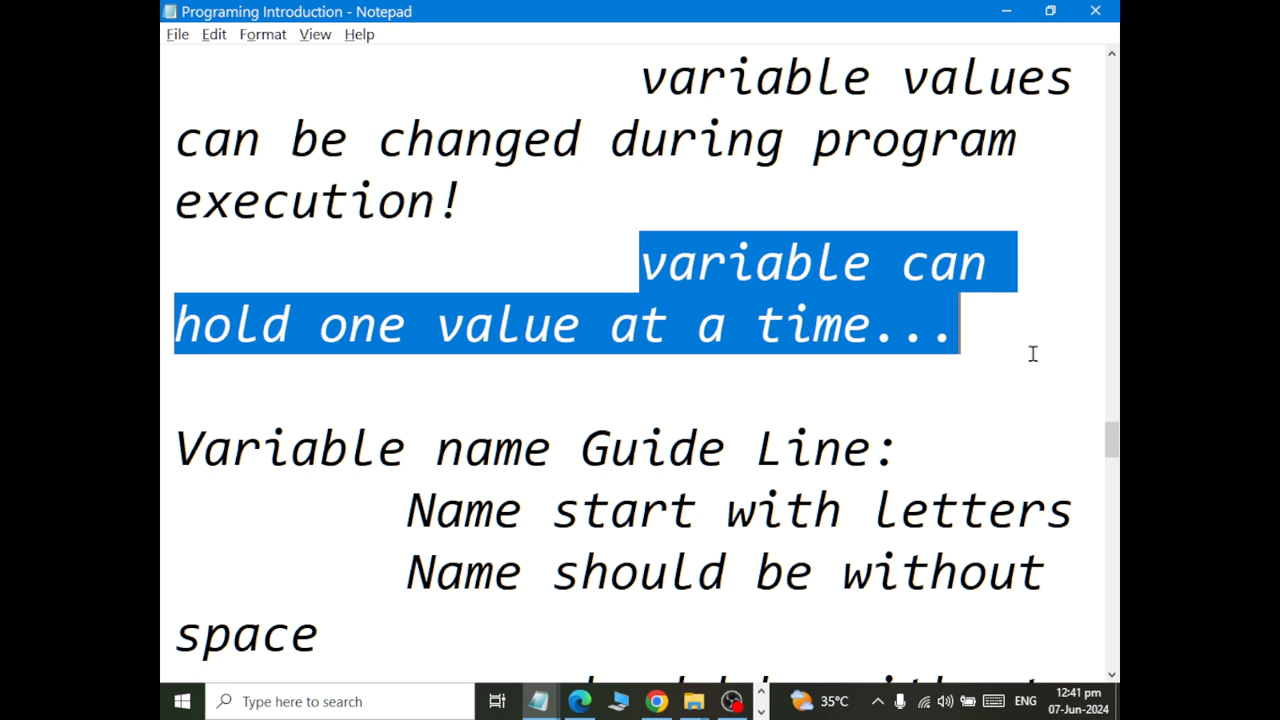 Programing Introduction - Notepad
File Edit Format View Help
variable values
can be changed during program
execution!
variable can
hold one value at a time...
Variable name Guide Line:
Name start with letters
Name should be without
space
Type here to search
35°C
ENG
12:41 pm
07-Jun-2024